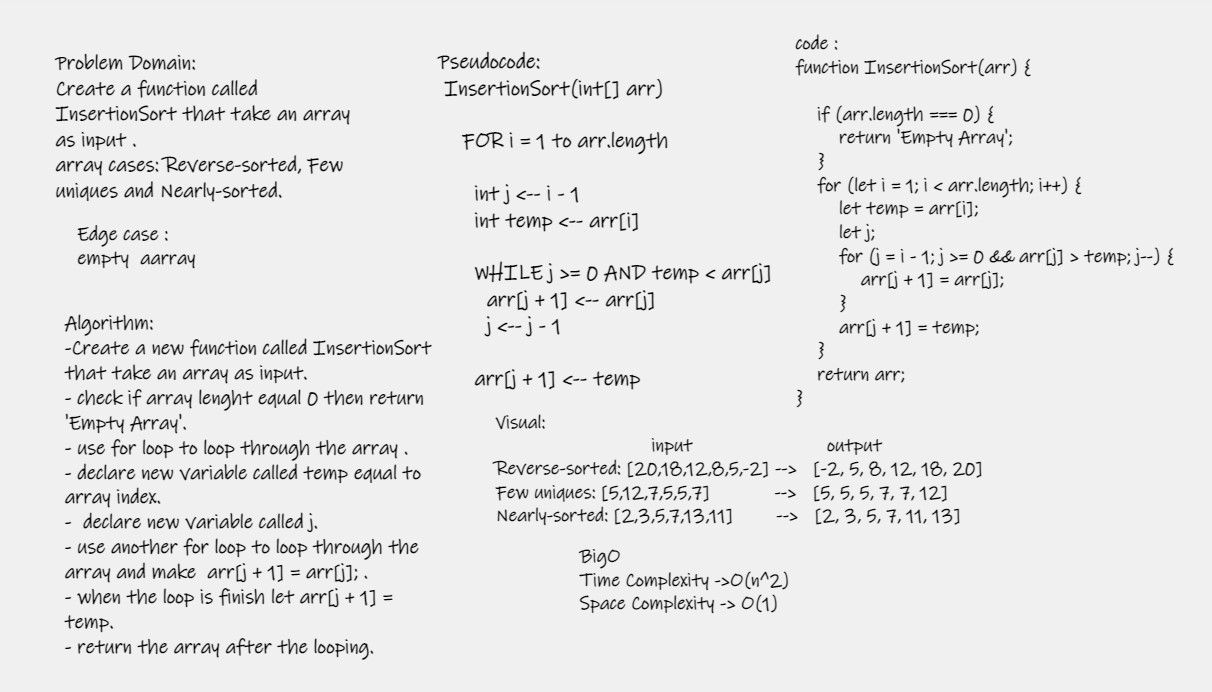 Problem Domain:
Create a function called
InsertionSort that take an array
as input .
array cases: Reverse-sorted, Few
uniques and Nearly-sorted.
Edge case :
empty aarray
Algorithm:
-Create a new function called InsertionSort
that take an array as input.
- check if array lenght equal 0 then return
'Empty Array'.
- use for loop to loop through the array .
- declare new variable called temp equal to
array index.
- declare new variable called j.
- use another for loop to loop through the
array and make arr[j + 1] = arr[j]; .
- when the loop is finish let arr[j + 1] =
temp.
- return the array after the looping.
Pseudocode:
InsertionSort(int[] arr)
FOR i = 1 to arr.length
int j <-- i - 1
int temp <-- arr[i]
WHILE j >= 0 AND temp < arr[j]
arr[j + 1] <-- arr[j]
j <-- j - 1
arr[j + 1] <-- temp
code :
function InsertionSort(arr) {
if (arr.length === 0) {
return 'Empty Array';
}
for (let i = 1; i < arr.length; i++) {
let temp = arr[i];
let j;
for (j = i - 1; j >= 0 && arr[j] > temp; j--) {
arr[j + 1] = arr[j];
}
arr[j + 1] = temp;
}
return arr;
}
Visual:
input output
Reverse-sorted: [20,18,12,8,5,-2] --> [-2, 5, 8, 12, 18, 20]
Few uniques: [5,12,7,5,5,7] --> [5, 5, 5, 7, 7, 12]
Nearly-sorted: [2,3,5,7,13,11] --> [2, 3, 5, 7, 11, 13]
BigO
Time Complexity ->O(n^2)
Space Complexity -> O(1)